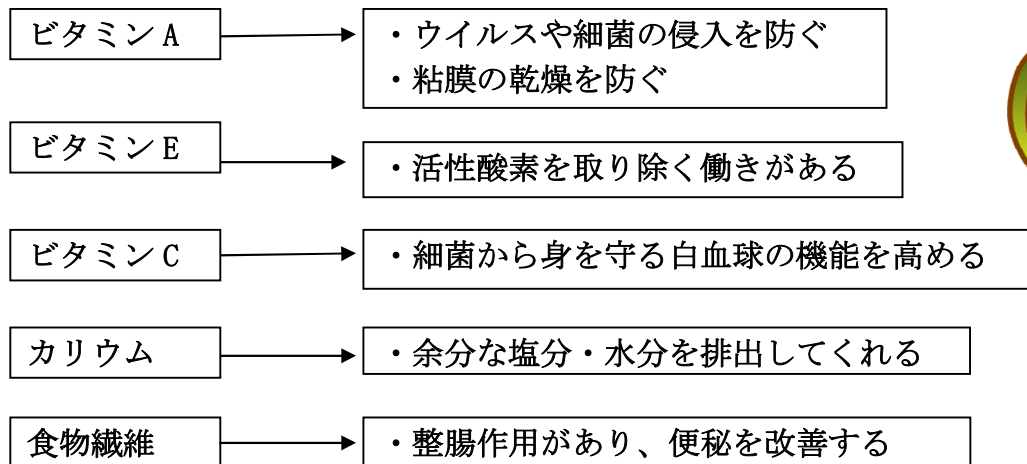 ビタミンA
・ウイルスや細菌の侵入を防ぐ
・粘膜の乾燥を防ぐ
ビタミンE
・活性酸素を取り除く働きがある
ビタミンC
・細菌から身を守る白血球の機能を高める
カリウム
・余分な塩分・水分を排出してくれる
食物繊維
・整腸作用があり、便秘を改善する